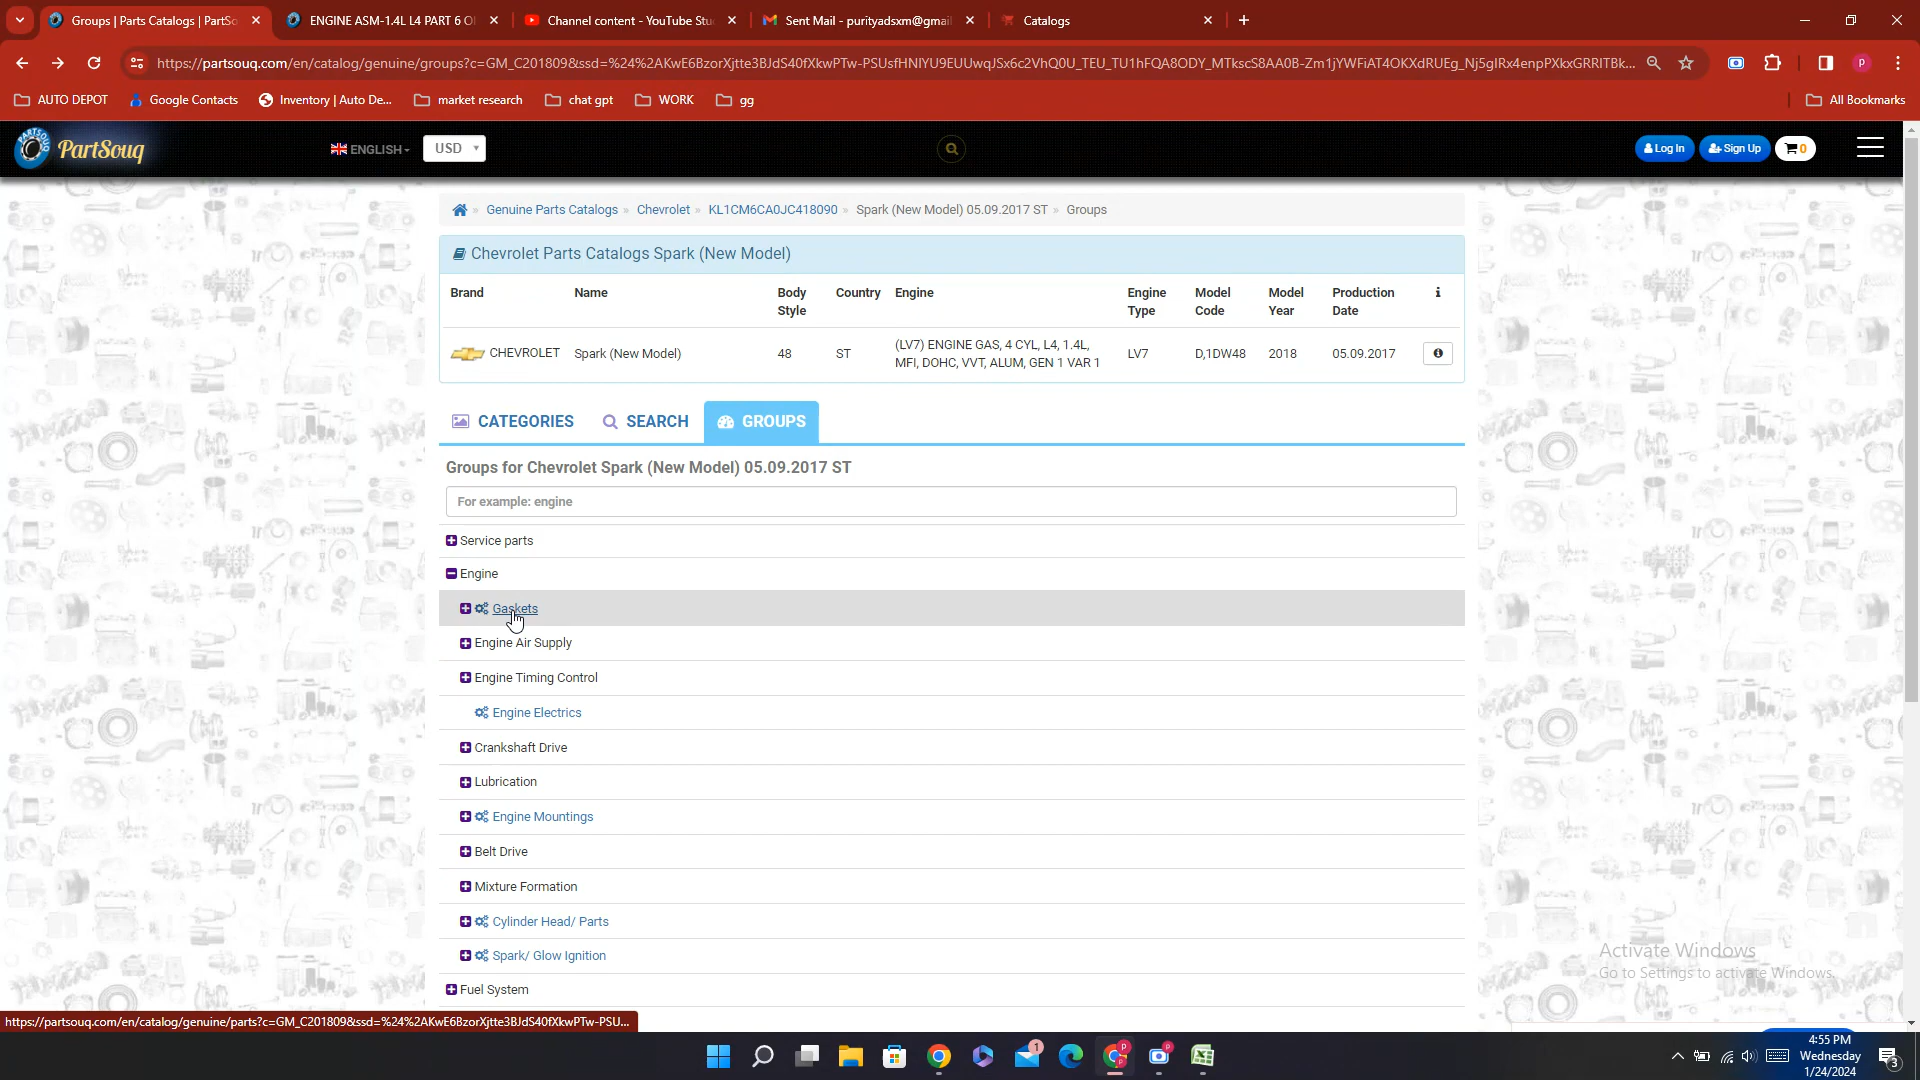 Groups | Parts Catalogs | PartSo
ENGINE ASM-1.4L L4 PART 6 O
Channel content - YouTube Stu
Sent Mail - purityadsxm@gmail
Catalogs
https://partsouq.com/en/catalog/genuine/groups?c=GM_C201809&ssd=%24%2AKwE6BzorXjtte3BJdS40fXkwPTw-PSUsfHNIYU9EUUwqJSx6c2VhQ0U_TEU_TU1hFQA8ODY_MTkscS8AA0B-Zm1jYWFiAT4OKXdRUEg_Nj5gIRx4enpPXkxGRRITBk...
AUTO DEPOT
Google Contacts
Inventory | Auto De...
market research
chat gpt
WORK
gg
All Bookmarks
PARTSOUQ PartSouq
ENGLISH
USD
Log In
Sign Up
0
» Genuine Parts Catalogs » Chevrolet » KL1CM6CA0JC418090 » Spark (New Model) 05.09.2017 ST » Groups
Chevrolet Parts Catalogs Spark (New Model)
Brand Name Body Style Country Engine Engine Type Model Code Model Year Production Date i
CHEVROLET Spark (New Model) 48 ST (LV7) ENGINE GAS, 4 CYL, L4, 1.4L, MFI, DOHC, VVT, ALUM, GEN 1 VAR 1 LV7 D,1DW48 2018 05.09.2017
CATEGORIES SEARCH GROUPS
Groups for Chevrolet Spark (New Model) 05.09.2017 ST
For example: engine
Service parts
Engine
Gaskets
Engine Air Supply
Engine Timing Control
Engine Electrics
Crankshaft Drive
Lubrication
Engine Mountings
Belt Drive
Mixture Formation
Cylinder Head/ Parts
Spark/ Glow Ignition
Fuel System
Activate Windows
Go to Settings to activate Windows.
https://partsouq.com/en/catalog/genuine/parts?c=GM_C201809&ssd=%24%2AKwE6BzorXjtte3BJdS40fXkwPTw-PSU...
1
4:55 PM
Wednesday
1/24/2024
3